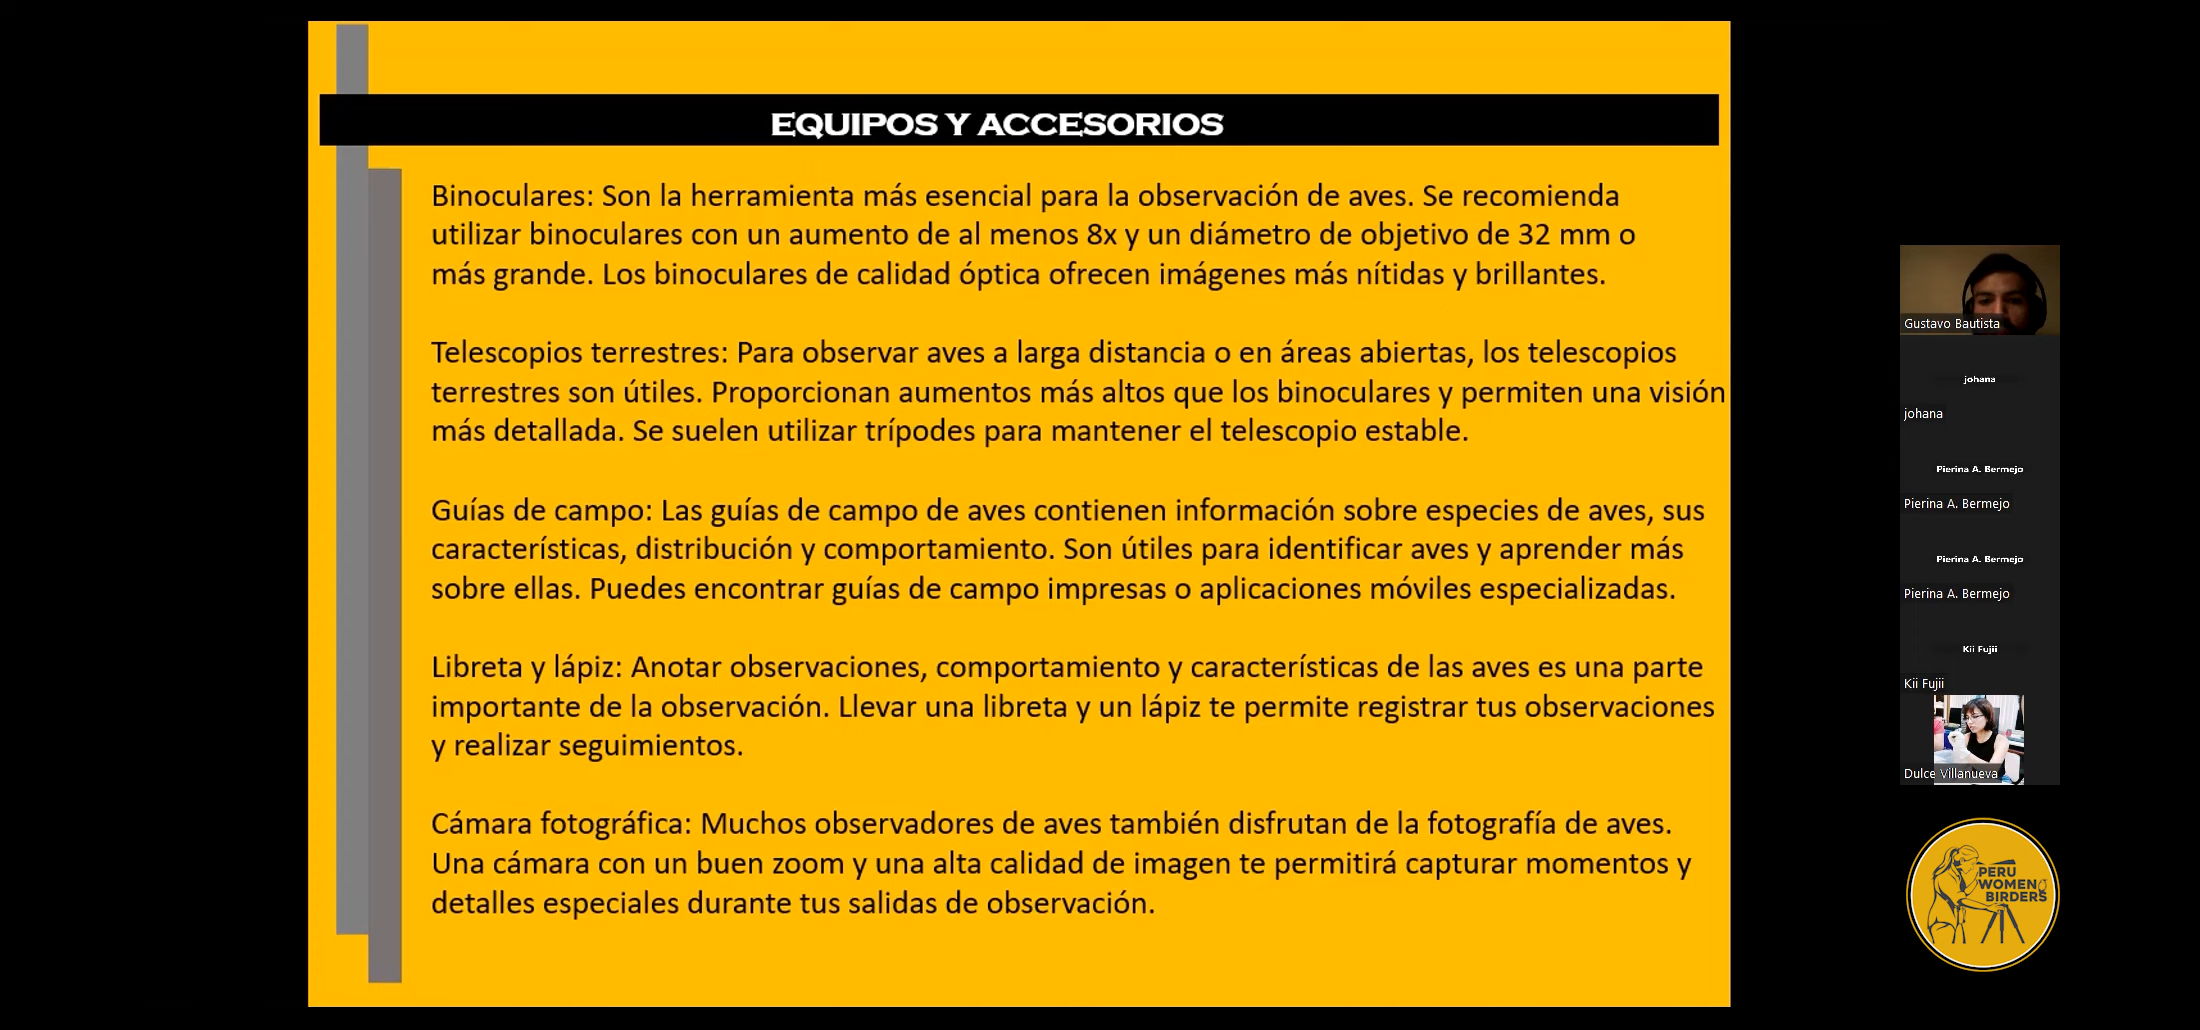 EQUIPOS Y ACCESORIOS
Binoculares: Son la herramienta más esencial para la observación de aves. Se recomienda
utilizar binoculares con un aumento de al menos 8x y un diámetro de objetivo de 32 mm o
más grande. Los binoculares de calidad óptica ofrecen imágenes más nítidas y brillantes.
Telescopios terrestres: Para observar aves a larga distancia o en áreas abiertas, los telescopios
terrestres son útiles. Proporcionan aumentos más altos que los binoculares y permiten una visión
más detallada. Se suelen utilizar trípodes para mantener el telescopio estable.
Guías de campo: Las guías de campo de aves contienen información sobre especies de aves, sus
características, distribución y comportamiento. Son útiles para identificar aves y aprender más
sobre ellas. Puedes encontrar guías de campo impresas o aplicaciones móviles especializadas.
Libreta y lápiz: Anotar observaciones, comportamiento y características de las aves es una parte
importante de la observación. Llevar una libreta y un lápiz te permite registrar tus observaciones
y realizar seguimientos.
Cámara fotográfica: Muchos observadores de aves también disfrutan de la fotografía de aves.
Una cámara con un buen zoom y una alta calidad de imagen te permitirá capturar momentos y
detalles especiales durante tus salidas de observación.
Gustavo Bautista
johana
johana
Pierina A. Bermejo
Pierina A. Bermejo
Pierina A. Bermejo
Pierina A. Bermejo
Kii Fujii
Kii Fujii
Dulce Villanueva
PERU
WOMEN
BIRDERS